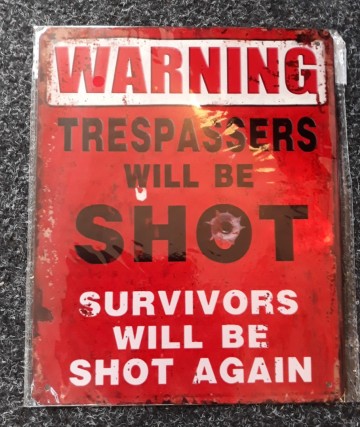 WARNING
TRESPASSERS
WILL BE
SHOT
SURVIVORS
WILL BE
SHOT AGAIN